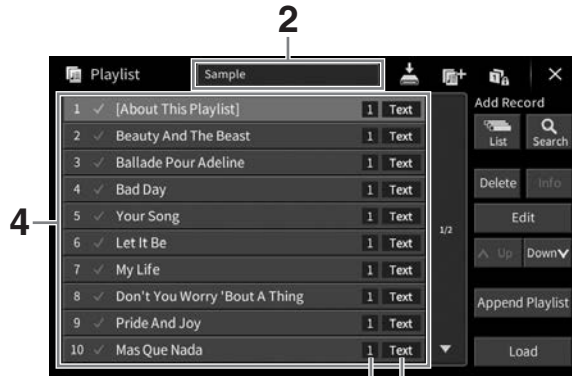 2
Playlist Sample
Add Record
1 [About This Playlist] 1 Text
List Search
2 Beauty And The Beast 1 Text
3 Ballade Pour Adeline 1 Text
Delete Info
4 Bad Day 1 Text
4
5 Your Song 1 Text
Edit
1/2
6 Let It Be 1 Text
Up Down
7 My Life 1 Text
8 Don't You Worry 'Bout A Thing 1 Text
Append Playlist
9 Pride And Joy 1 Text
10 Mas Que Nada 1 Text
Load